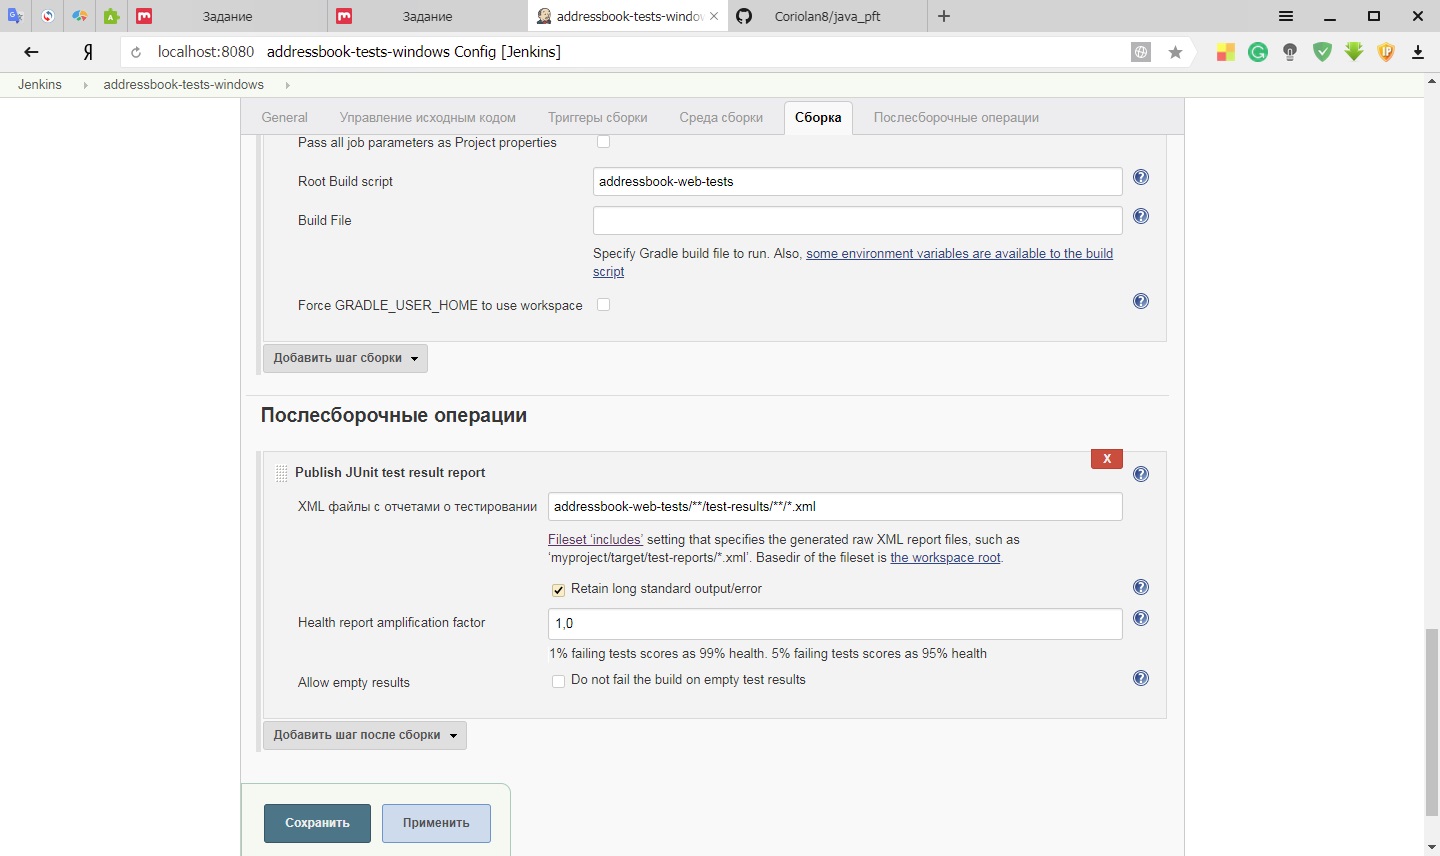 Задание
Задание
addressbook-tests-windov
Coriolan8/java_pft
Я
localhost:8080 addressbook-tests-windows Config [Jenkins]
Jenkins
addressbook-tests-windows
General
Управление исходным кодом
Триггеры сборки
Среда сборки
Сборка
Послесборочные операции
Pass all job parameters as Project properties
Root Build script
addressbook-web-tests
Build File
Specify Gradle build file to run. Also, some environment variables are available to the build
script
Force GRADLE_USER_HOME to use workspace
Добавить шаг сборки
Послесборочные операции
Publish JUnit test result report
X
XML файлы с отчетами о тестировании
addressbook-web-tests/**/test-results/**/*.xml
Fileset ‘includes’ setting that specifies the generated raw XML report files, such as
‘myproject/target/test-reports/*.xml’. Basedir of the fileset is the workspace root.
Retain long standard output/error
Health report amplification factor
1,0
1% failing tests scores as 99% health. 5% failing tests scores as 95% health
Allow empty results
Do not fail the build on empty test results
Добавить шаг после сборки
Сохранить
Применить